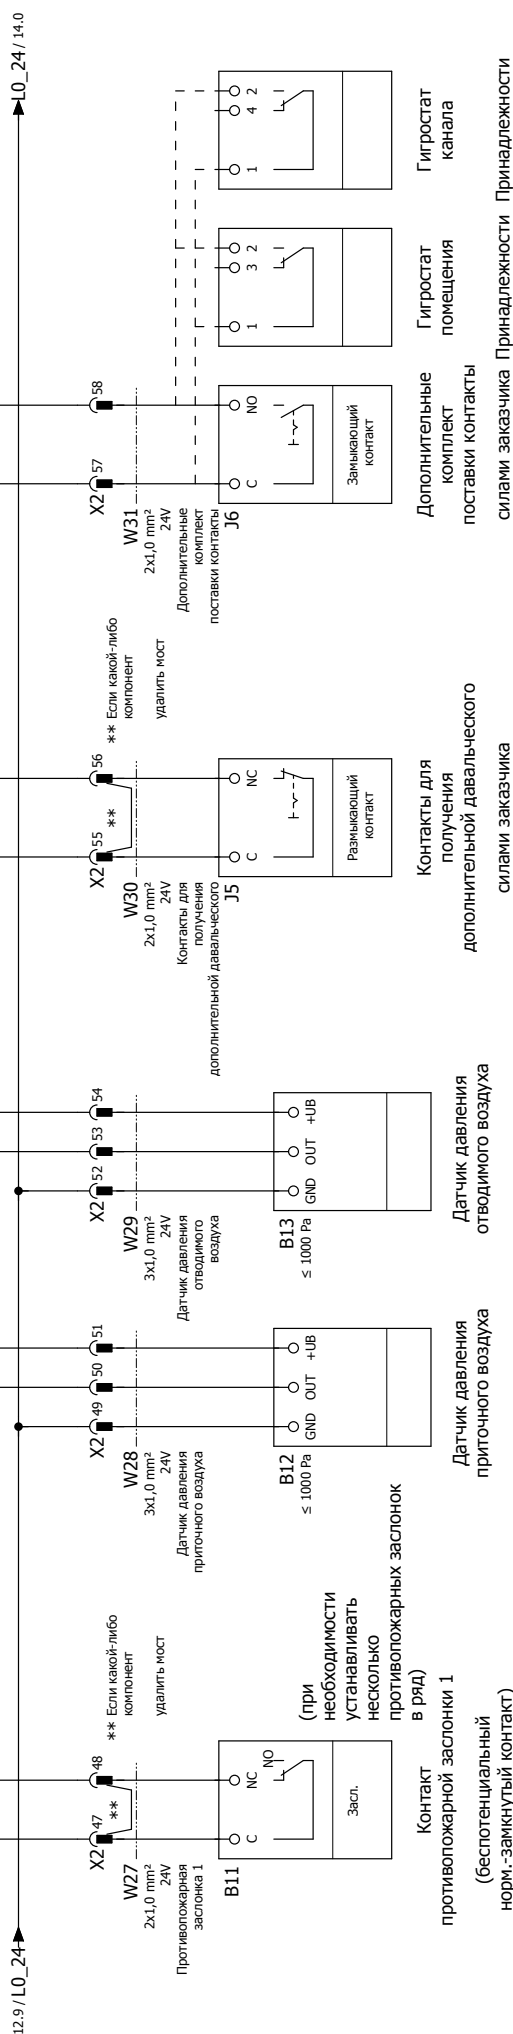 12.9 / L0_24
L0_24 / 14.0
X2
47
48
**
** Если какой-либо
компонент
удалить мост
W27
2x1,0 mm²
24V
Противопожарная
заслонка 1
B11
C
NC
NO
Засл.
(при
необходимости
устанавливать
несколько
противопожарных заслонок
в ряд)
Контакт
противопожарной заслонки 1
(беспотенциальный
норм.-замкнутый контакт)
X2
49
50
51
W28
3x1,0 mm²
24V
Датчик давления
приточного воздуха
B12
≤ 1000 Pa
GND
OUT
+UB
Датчик давления
приточного воздуха
X2
52
53
54
W29
3x1,0 mm²
24V
Датчик давления
отводимого
воздуха
B13
≤ 1000 Pa
GND
OUT
+UB
Датчик давления
отводимого воздуха
X2
55
56
**
** Если какой-либо
компонент
удалить мост
W30
2x1,0 mm²
24V
Контакты для
получения
дополнительной давальческого
J5
C
NC
Размыкающий
контакт
Контакты для
получения
дополнительной давальческого
силами заказчика
X2
57
58
W31
2x1,0 mm²
24V
Дополнительные
комплект
поставки контакты
J6
C
NO
Замыкающий
контакт
Дополнительные
комплект
поставки контакты
силами заказчика
1
3
2
Гигростат
помещения
Принадлежности
1
4
2
Гигростат
канала
Принадлежности